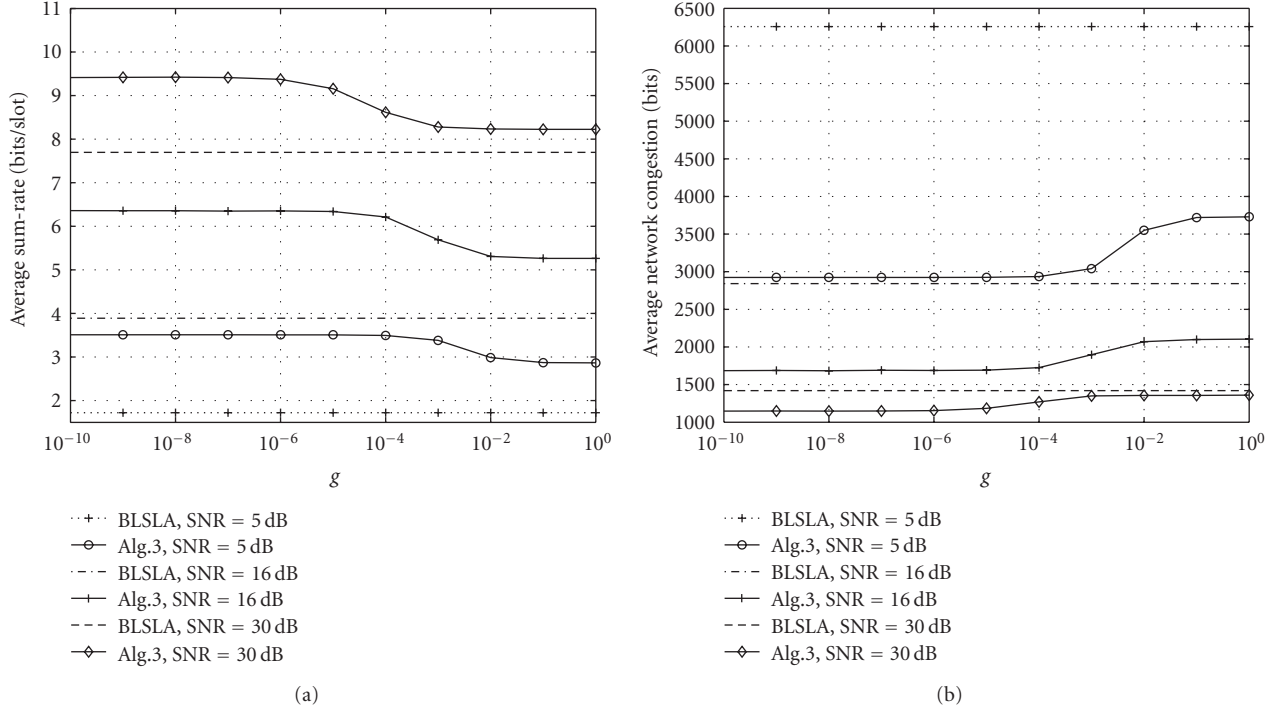 11
10
9
8
7
6
5
4
3
2
Average sum-rate (bits/slot)
10⁻¹⁰ 10⁻⁸ 10⁻⁶ 10⁻⁴ 10⁻² 10⁰
g
BLSLA, SNR = 5 dB
Alg.3, SNR = 5 dB
BLSLA, SNR = 16 dB
Alg.3, SNR = 16 dB
BLSLA, SNR = 30 dB
Alg.3, SNR = 30 dB
(a)
6500
6000
5500
5000
4500
4000
3500
3000
2500
2000
1500
1000
Average network congestion (bits)
10⁻¹⁰ 10⁻⁸ 10⁻⁶ 10⁻⁴ 10⁻² 10⁰
g
BLSLA, SNR = 5 dB
Alg.3, SNR = 5 dB
BLSLA, SNR = 16 dB
Alg.3, SNR = 16 dB
BLSLA, SNR = 30 dB
Alg.3, SNR = 30 dB
(b)